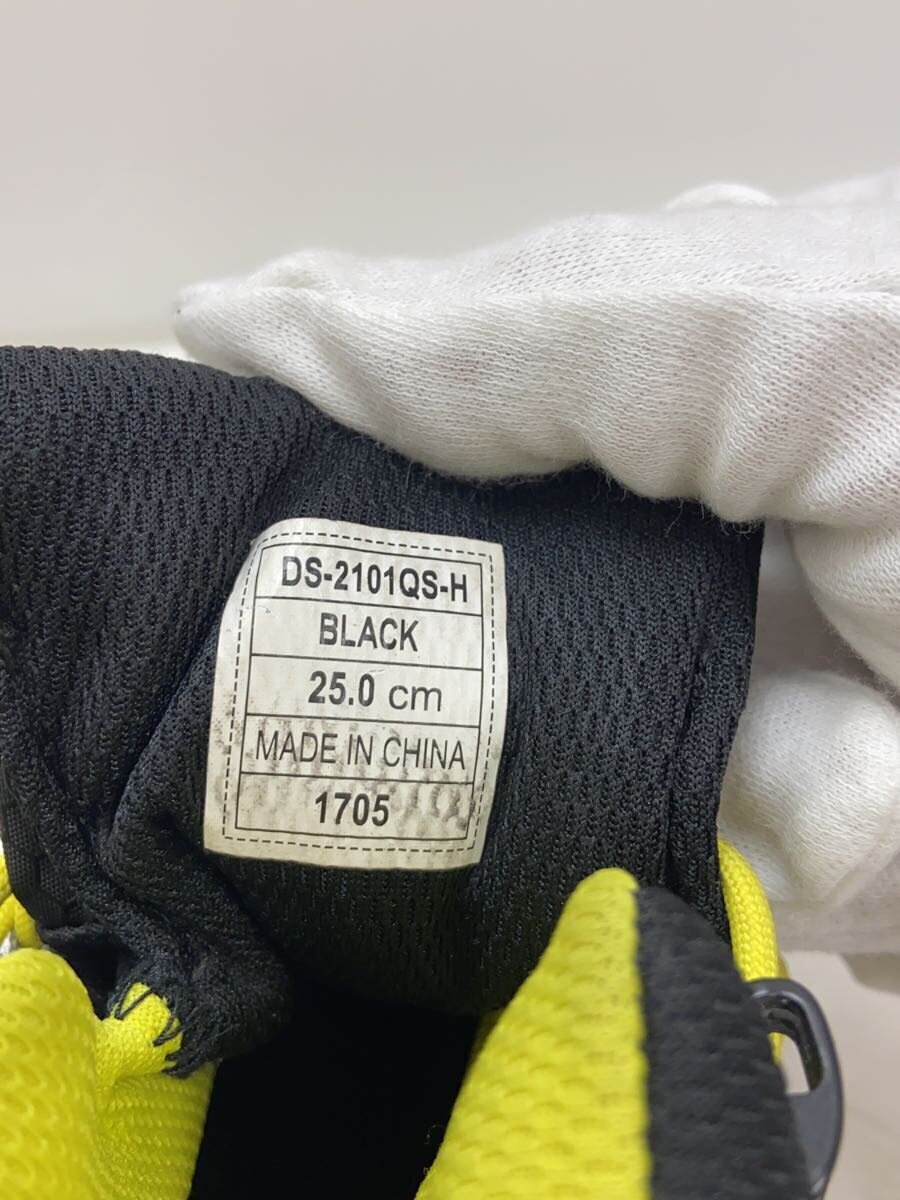 DS-2101QS-H
BLACK
25.0 cm
MADE IN CHINA
1705